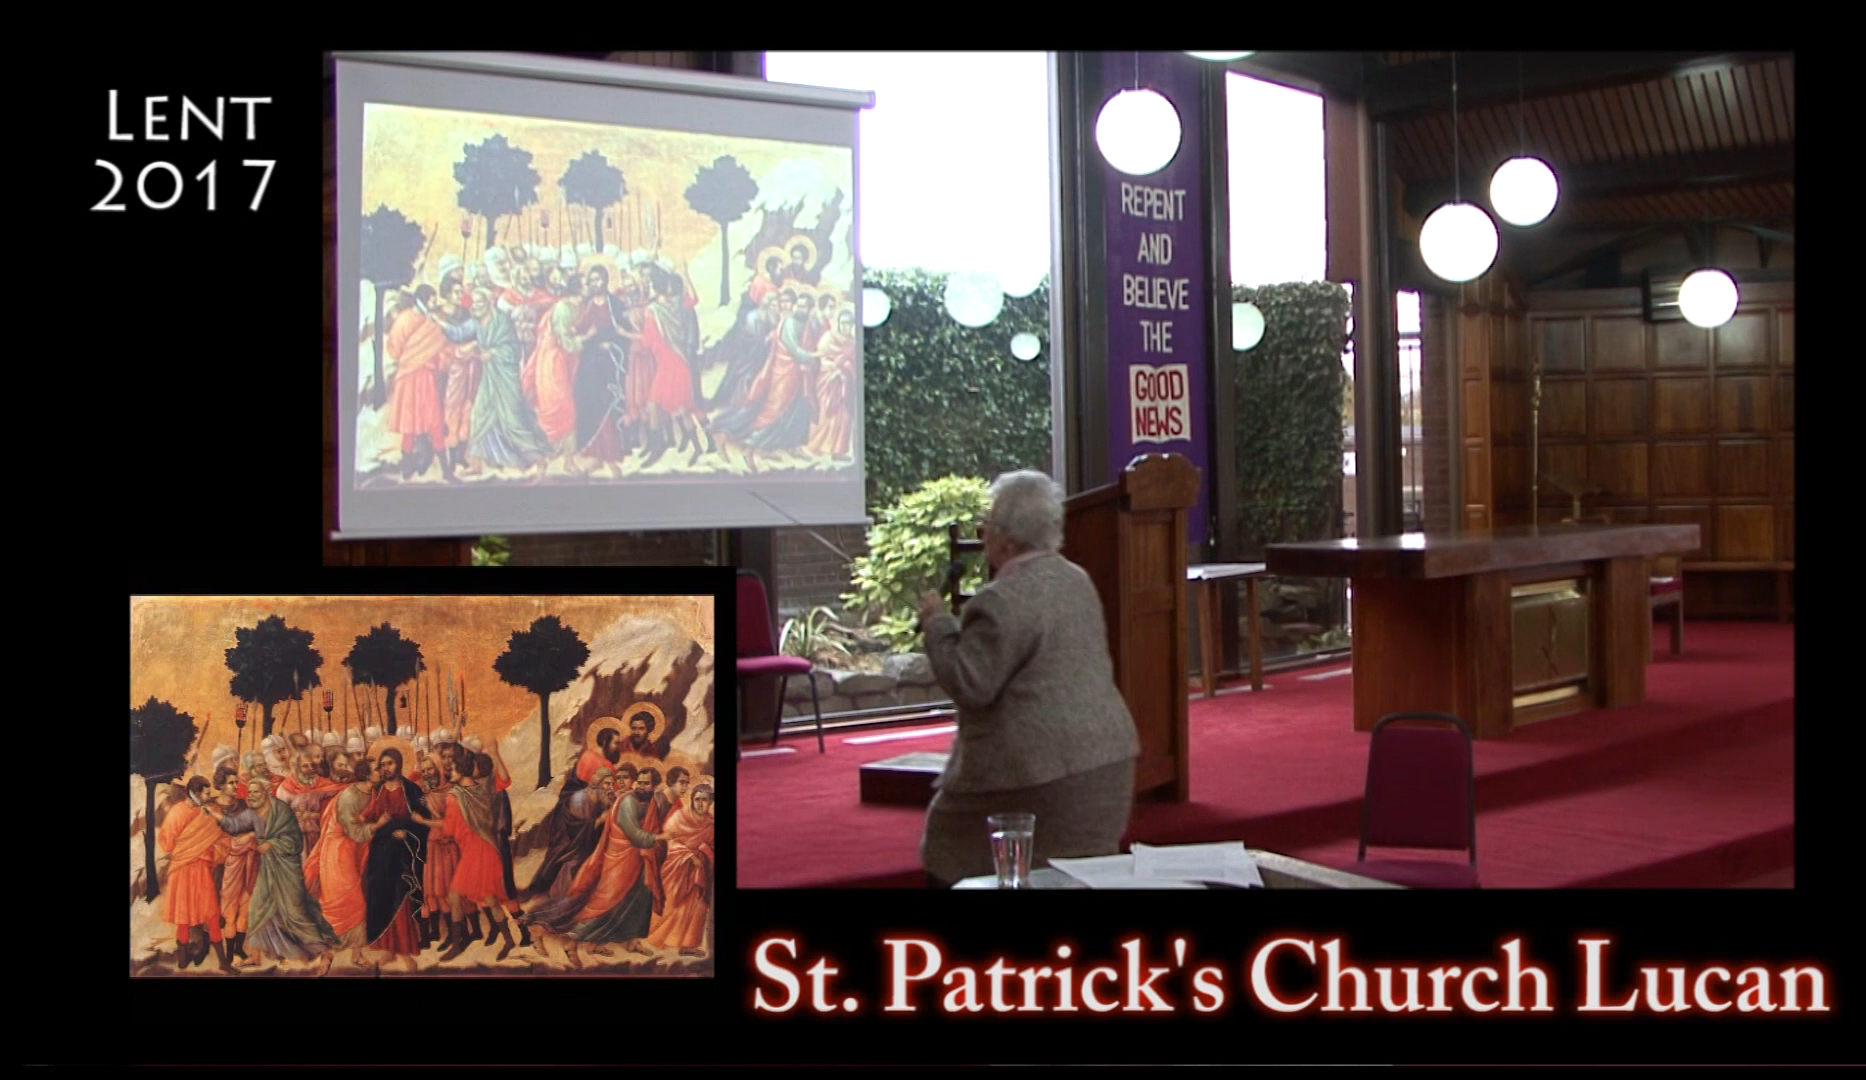 LENT
2017
REPENT
AND
BELIEVE
THE
GOOD
NEWS
St. Patrick's Church Lucan